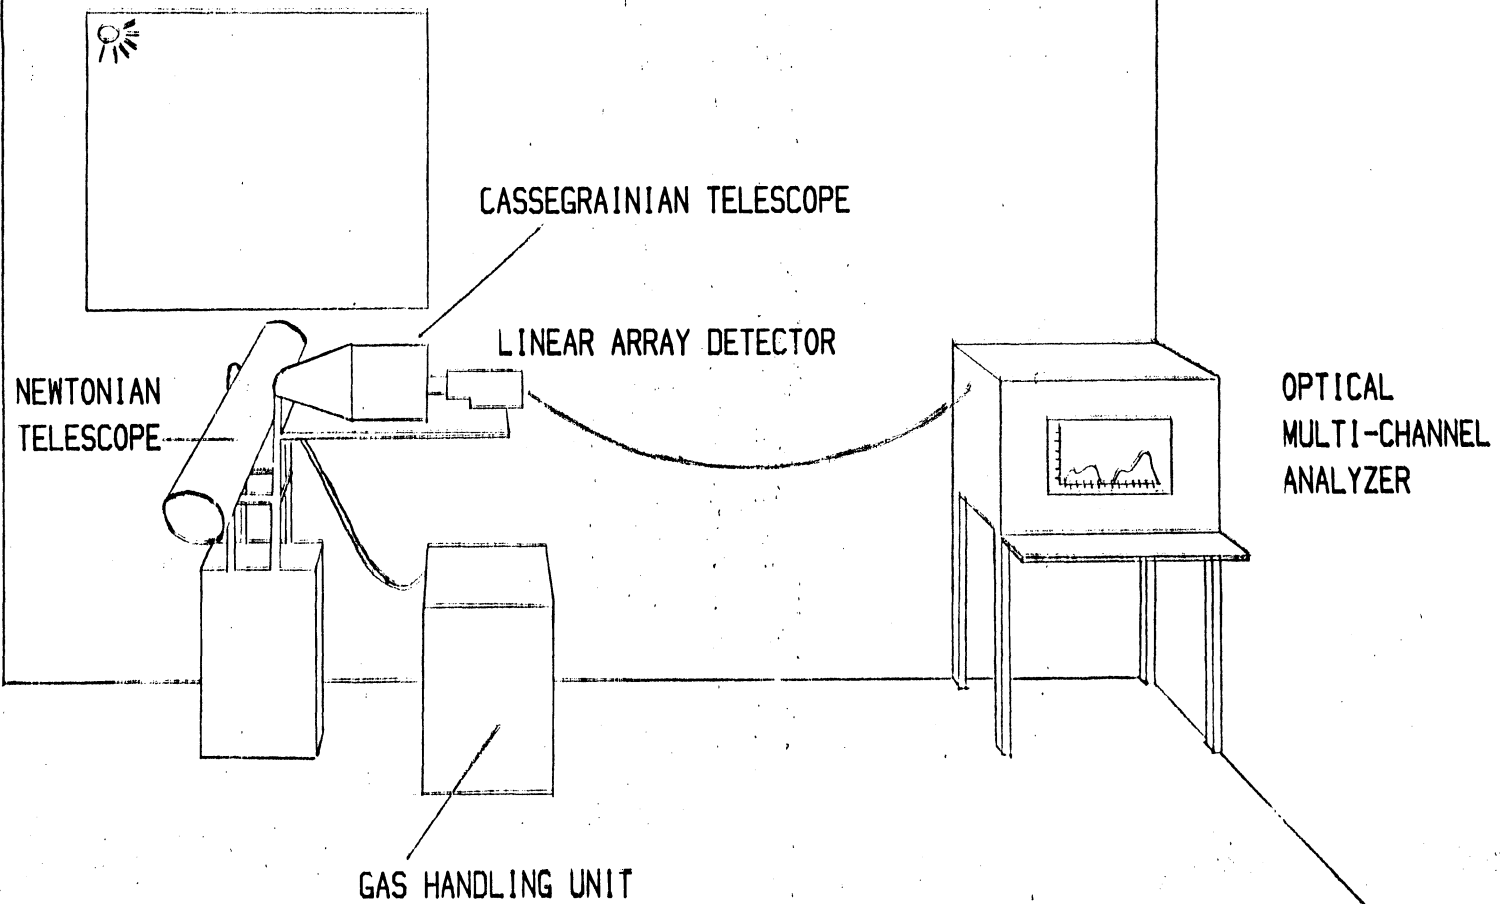 CASSEGRAINIAN TELESCOPE
LINEAR ARRAY DETECTOR
NEWTONIAN
TELESCOPE
OPTICAL
MULTI-CHANNEL
ANALYZER
GAS HANDLING UNIT